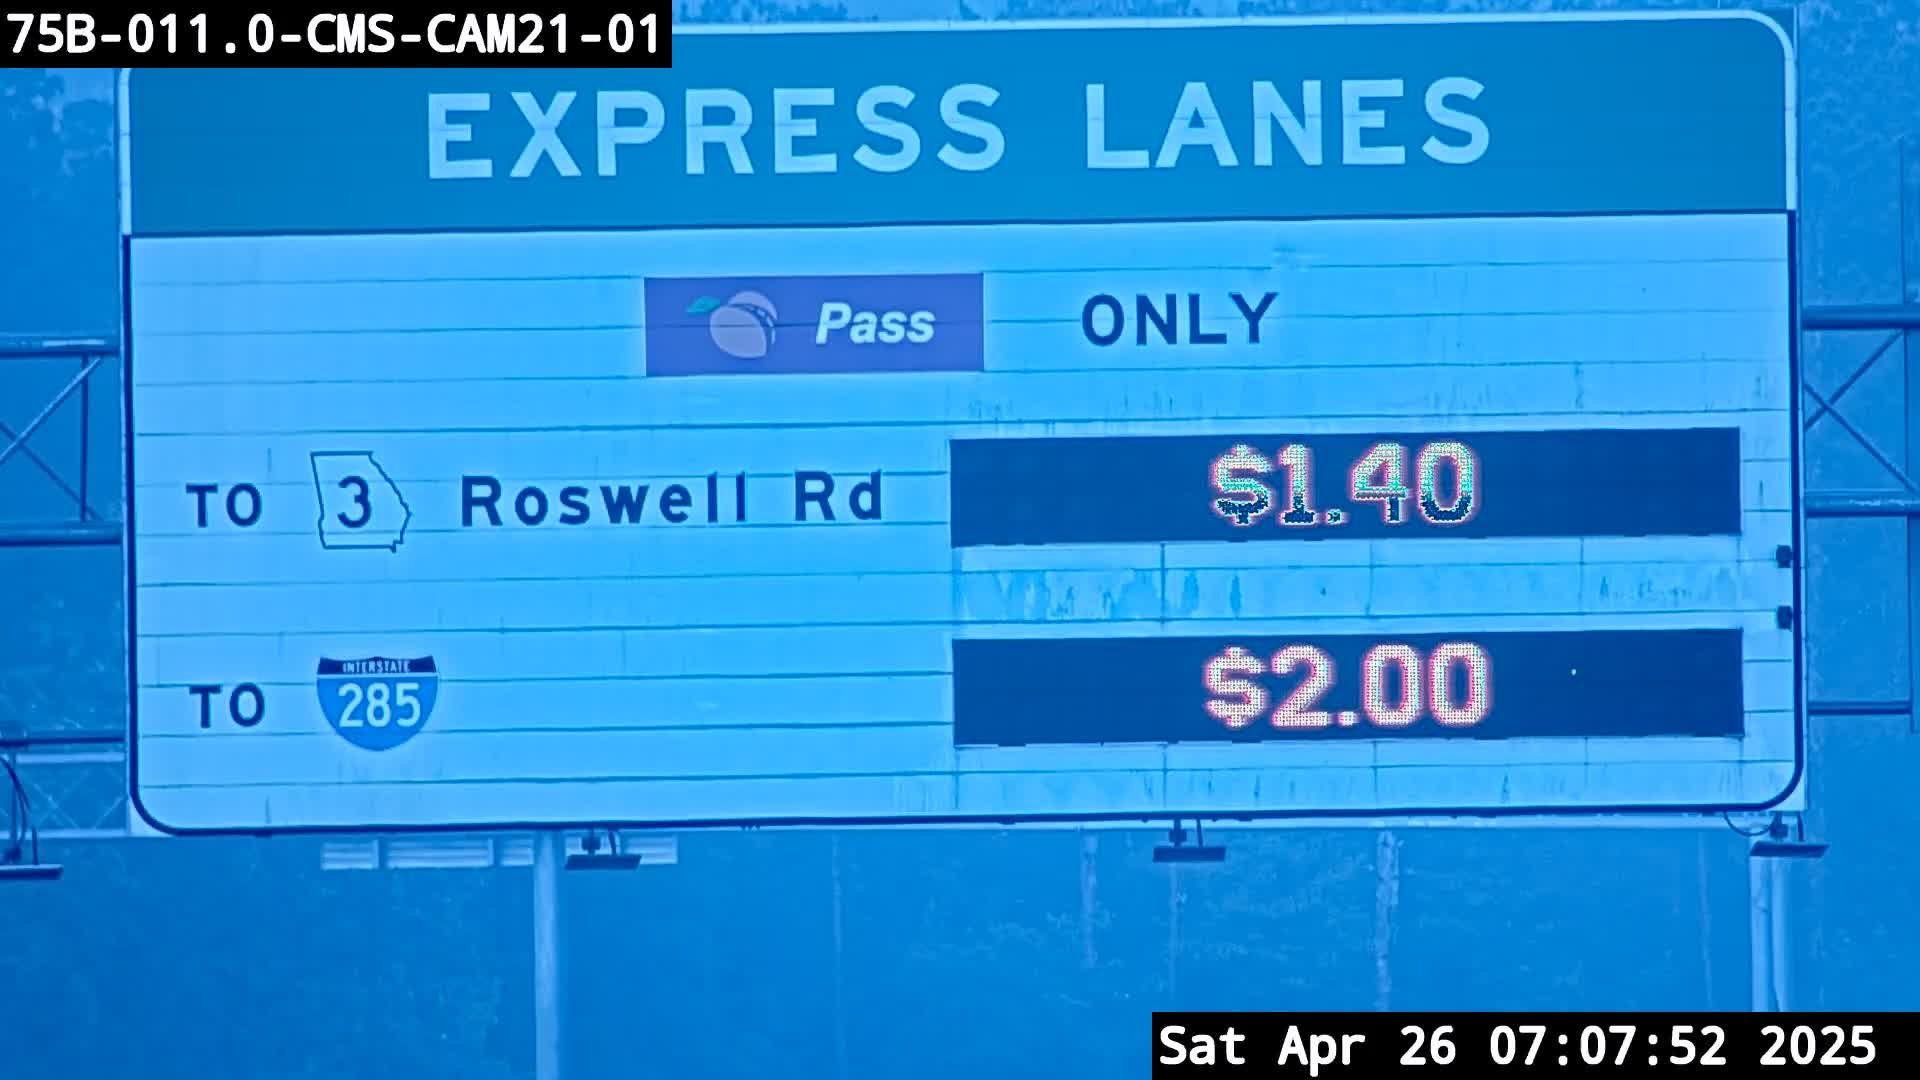 75B-011.0-CMS-CAM21-01
EXPRESS LANES
Pass ONLY
TO 3 Roswell Rd $1.40
TO INTERSTATE 285 $2.00
Sat Apr 26 07:07:52 2025